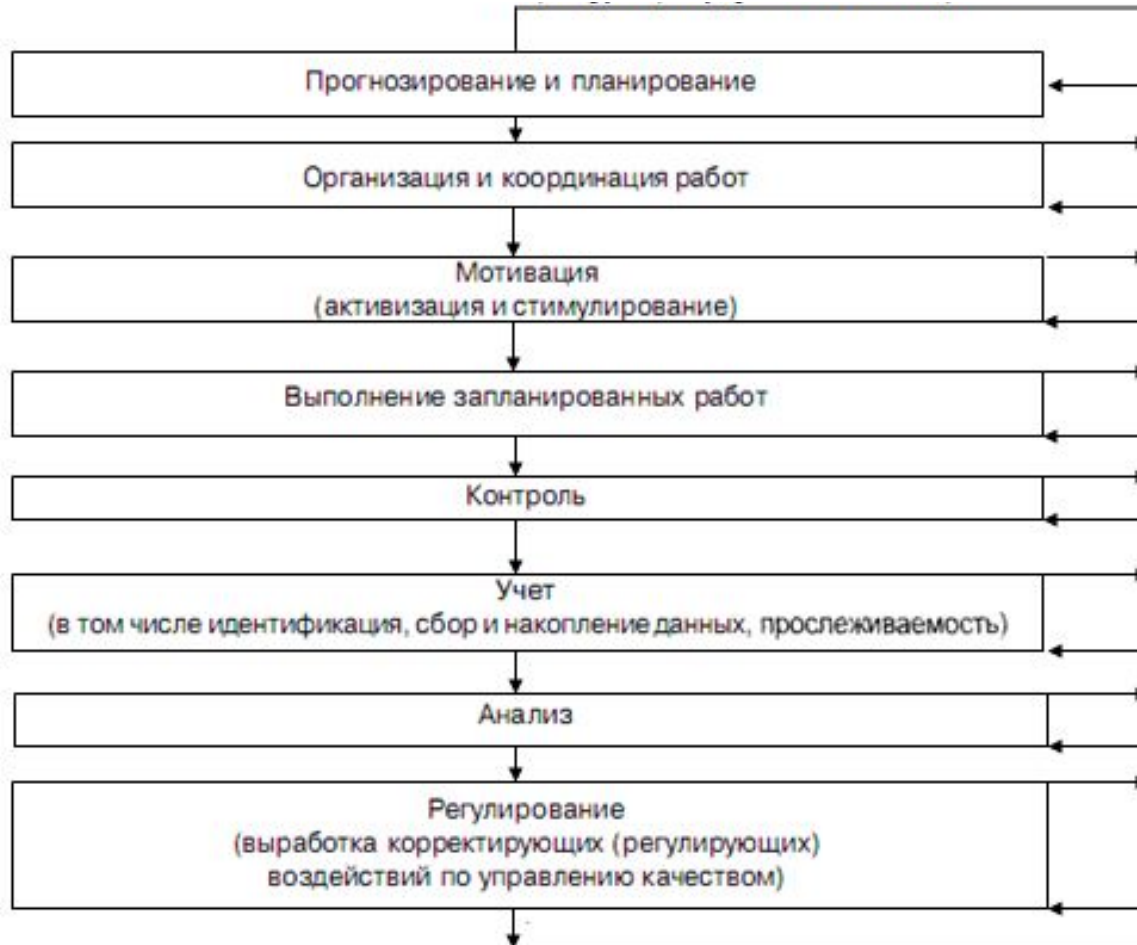 Прогнозирование и планирование
Организация и координация работ
Мотивация
(активизация и стимулирование)
Выполнение запланированных работ
Контроль
Учет
(в том числе идентификация, сбор и накопление данных, прослеживаемость)
Анализ
Регулирование
(выработка корректирующих (регулирующих)
воздействий по управлению качеством)